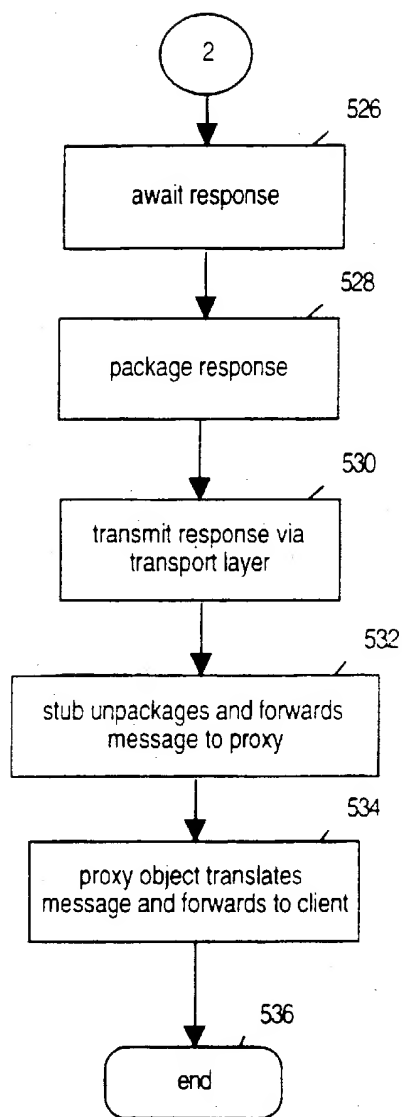 2
526
await response
528
package response
530
transmit response via
transport layer
532
stub unpackages and forwards
message to proxy
534
proxy object translates
message and forwards to client
536
end